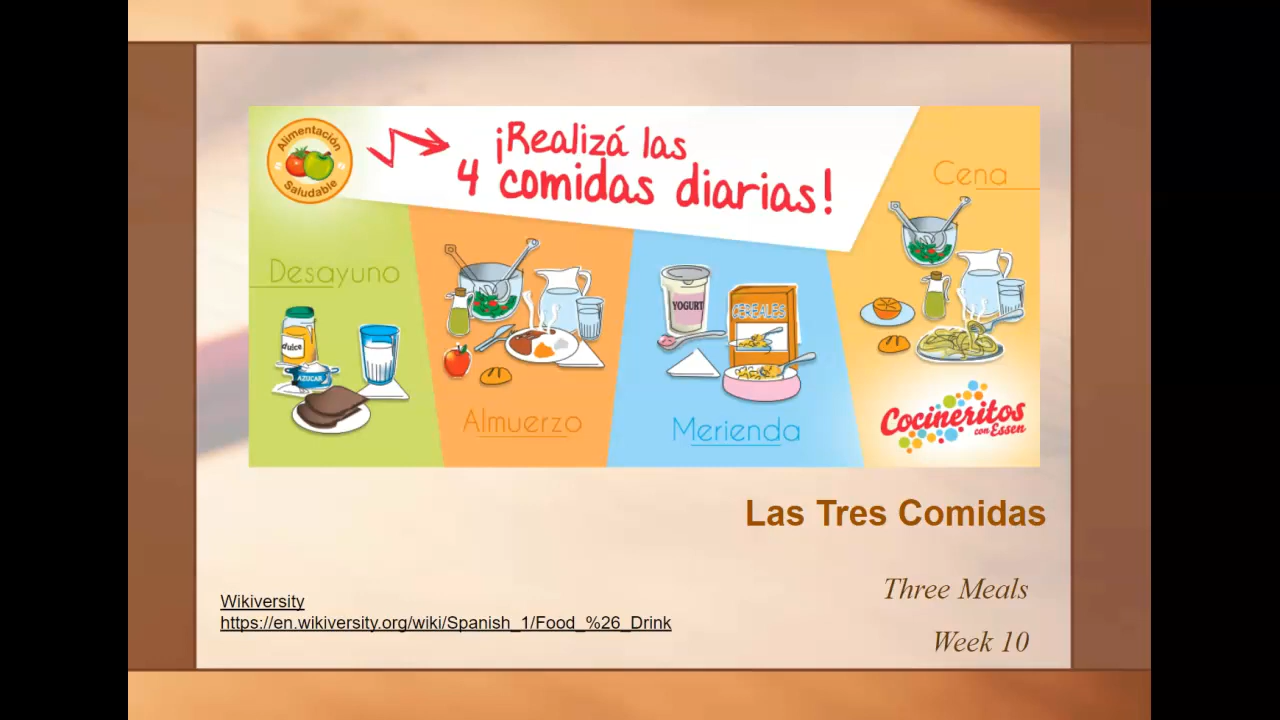 Alimentación
Saludable
¡Realizá las
4 comidas diarias!
Cena
Desayuno
dulce
AZUCAR
Almuerzo
YOGURT
CEREALES
Merienda
Cocineritos
con Essen
Las Tres Comidas
Three Meals
Week 10
Wikiversity
https://en.wikiversity.org/wiki/Spanish_1/Food_%26_Drink